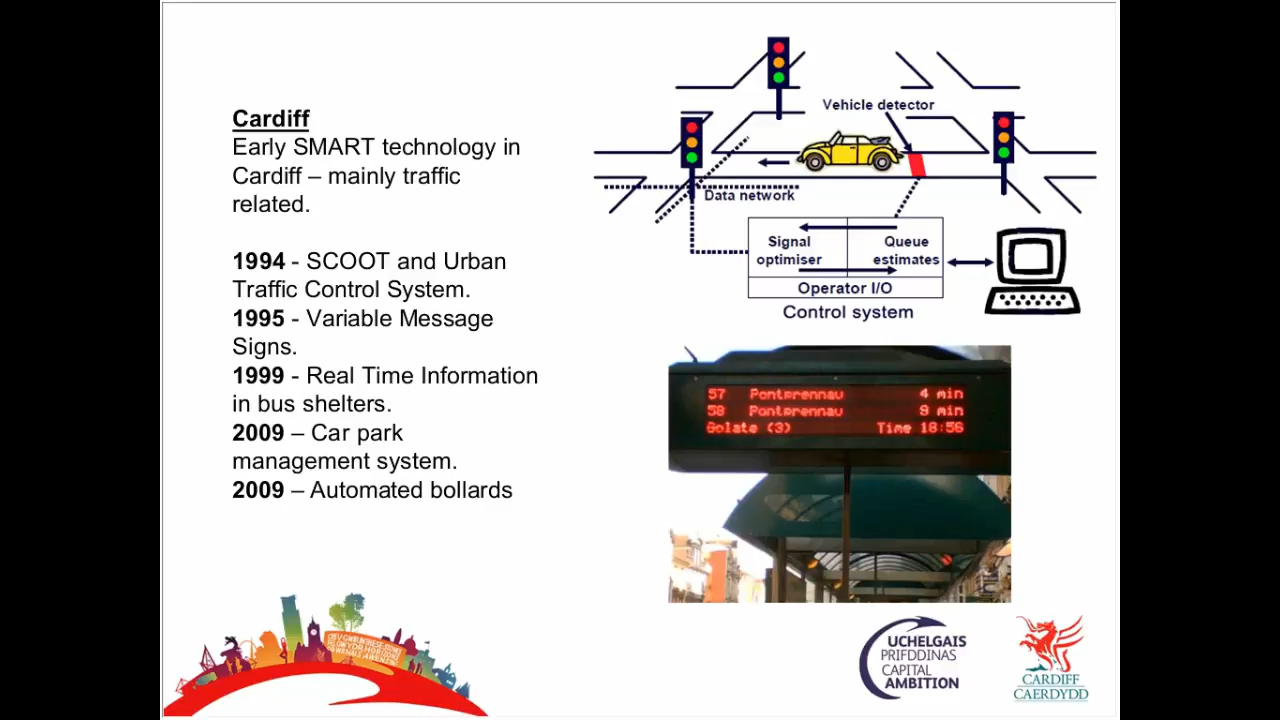 Cardiff
Early SMART technology in
Cardiff – mainly traffic
related.
1994 - SCOOT and Urban
Traffic Control System.
1995 - Variable Message
Signs.
1999 - Real Time Information
in bus shelters.
2009 – Car park
management system.
2009 – Automated bollards
Vehicle detector
Data network
Signal
optimiser
Queue
estimates
Operator I/O
Control system
57 Pontprennau 4 min
58 Pontprennau 9 min
Golate (3) Time 18:56
UCHELGAIS
PRIFDDINAS
CAPITAL
AMBITION
CARDIFF
CAERDYDD